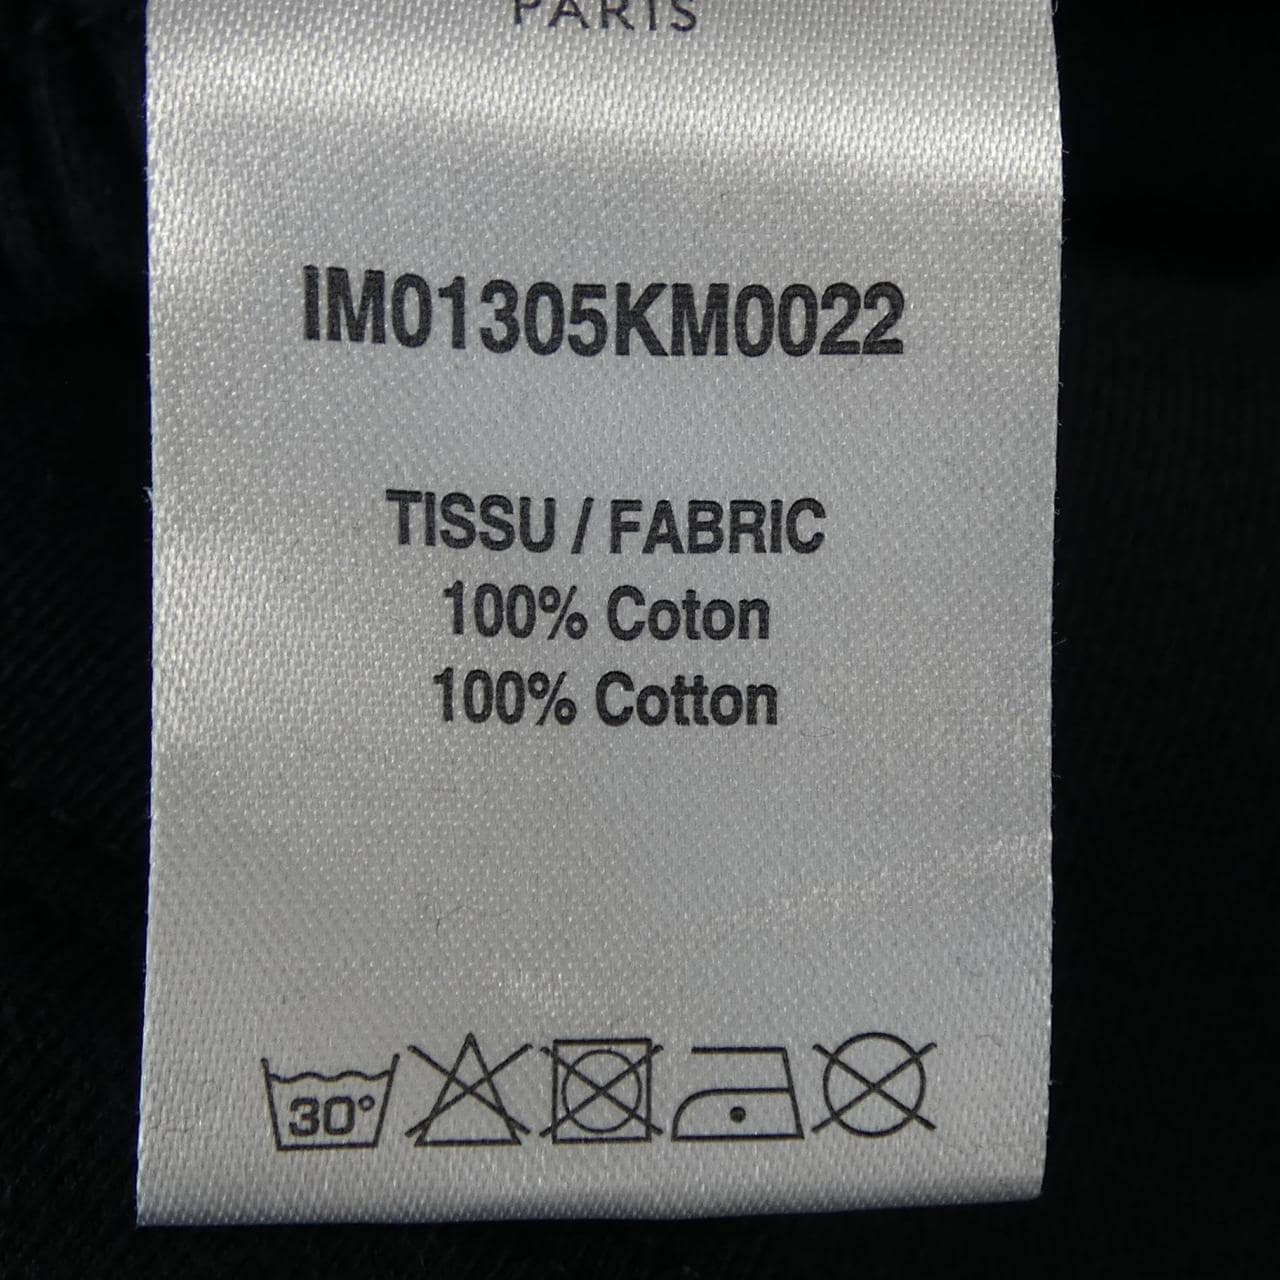 PARIS
IM01305KM0022
TISSU / FABRIC
100% Coton
100% Cotton
30°